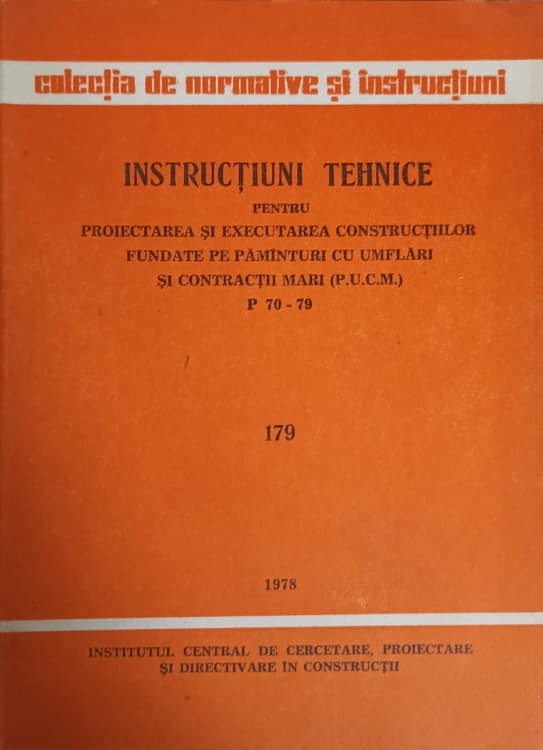 colecția de normative și instrucțiuni
INSTRUCȚIUNI TEHNICE
PENTRU
PROIECTAREA ȘI EXECUTAREA CONSTRUCȚIILOR
FUNDATE PE PĂMÎNTURI CU UMFLĂRI
ȘI CONTRACȚII MARI (P.U.C.M.)
P 70 - 79
179
1978
INSTITUTUL CENTRAL DE CERCETARE, PROIECTARE
ȘI DIRECTIVARE ÎN CONSTRUCȚII